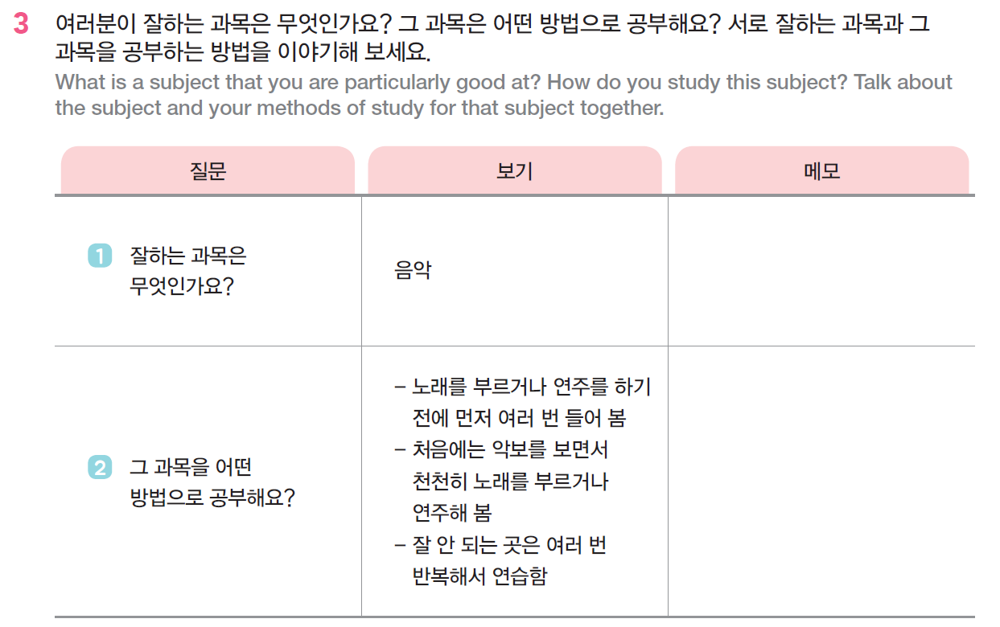 3 여러분이 잘하는 과목은 무엇인가요? 그 과목은 어떤 방법으로 공부해요? 서로 잘하는 과목과 그
과목을 공부하는 방법을 이야기해 보세요.
What is a subject that you are particularly good at? How do you study this subject? Talk about
the subject and your methods of study for that subject together.
질문 보기 메모
1 잘하는 과목은
무엇인가요?
음악
2 그 과목을 어떤
방법으로 공부해요?
– 노래를 부르거나 연주를 하기
전에 먼저 여러 번 들어 봄
– 처음에는 악보를 보면서
천천히 노래를 부르거나
연주해 봄
– 잘 안 되는 곳은 여러 번
반복해서 연습함